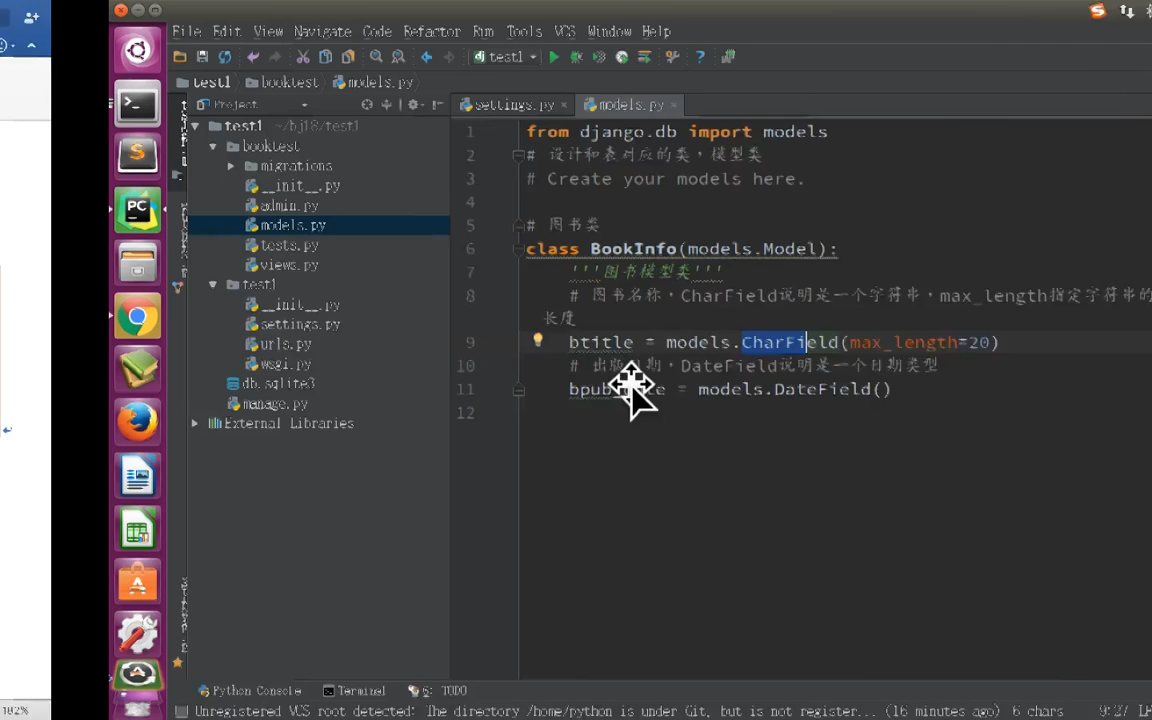 File Edit View Navigate Code Refactor Run Tools VCS Window Help
test1
test1 booktest models.py
Project
settings.py models.py
test1 ~/bj18/test1
booktest
migrations
__init__.py
admin.py
models.py
tests.py
views.py
test1
__init__.py
settings.py
urls.py
wsgi.py
db.sqlite3
manage.py
External Libraries
1 from django.db import models
2 # 设计和表对应的类，模型类
3 # Create your models here.
4
5 # 图书类
6 class BookInfo(models.Model):
7 '''图书模型类'''
8 # 图书名称，CharField说明是一个字符串，max_length指定字符串的
长度
9 btitle = models.CharField(max_length=20)
10 # 出版日期，DateField说明是一个日期类型
11 = models.DateField()
12
Python Console Terminal 6: TODO
Unregistered VCS root detected: The directory /home/python is under Git, but is not register... (16 minutes ago) 6 chars 9:27
182%